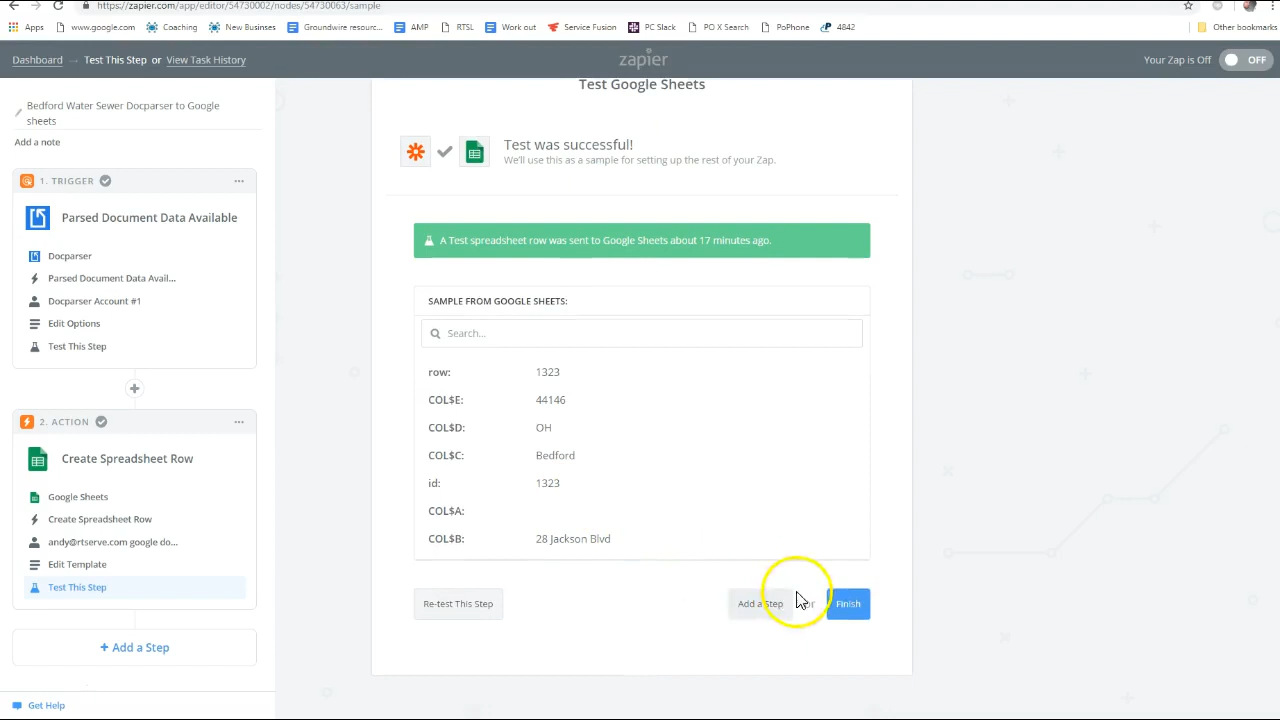 https://zapier.com/app/editor/54730002/nodes/54730063/sample
Apps www.google.com Coaching New Businses Groundwire resourc... AMP RTSL Work out Service Fusion PC Slack PO X Search PoPhone 4842 Other bookmarks
Dashboard → Test This Step or View Task History
zapier
Your Zap is Off OFF
Bedford Water Sewer Docparser to Google
sheets
Add a note
1. TRIGGER
Parsed Document Data Available
Docparser
Parsed Document Data Avail...
Docparser Account #1
Edit Options
Test This Step
2. ACTION
Create Spreadsheet Row
Google Sheets
Create Spreadsheet Row
andy@rtserve.com google do...
Edit Template
Test This Step
+ Add a Step
Get Help
Test Google Sheets
Test was successful!
We'll use this as a sample for setting up the rest of your Zap.
A Test spreadsheet row was sent to Google Sheets about 17 minutes ago.
SAMPLE FROM GOOGLE SHEETS:
Search...
row: 1323
COL$E: 44146
COL$D: OH
COL$C: Bedford
id: 1323
COL$A:
COL$B: 28 Jackson Blvd
Re-test This Step
Add a Step or Finish